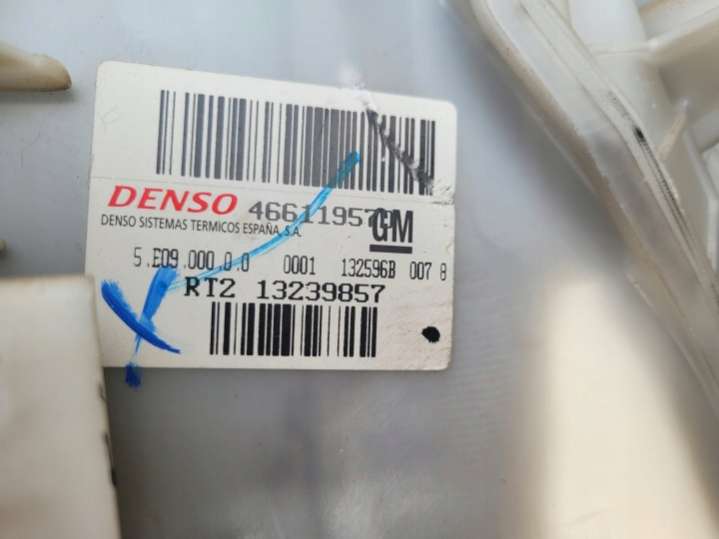 DENSO 46611957
GM
DENSO SISTEMAS TERMICOS ESPAÑA, S.A.
5.E09.000.0.0 0001 132596B 007 8
RT2 13239857